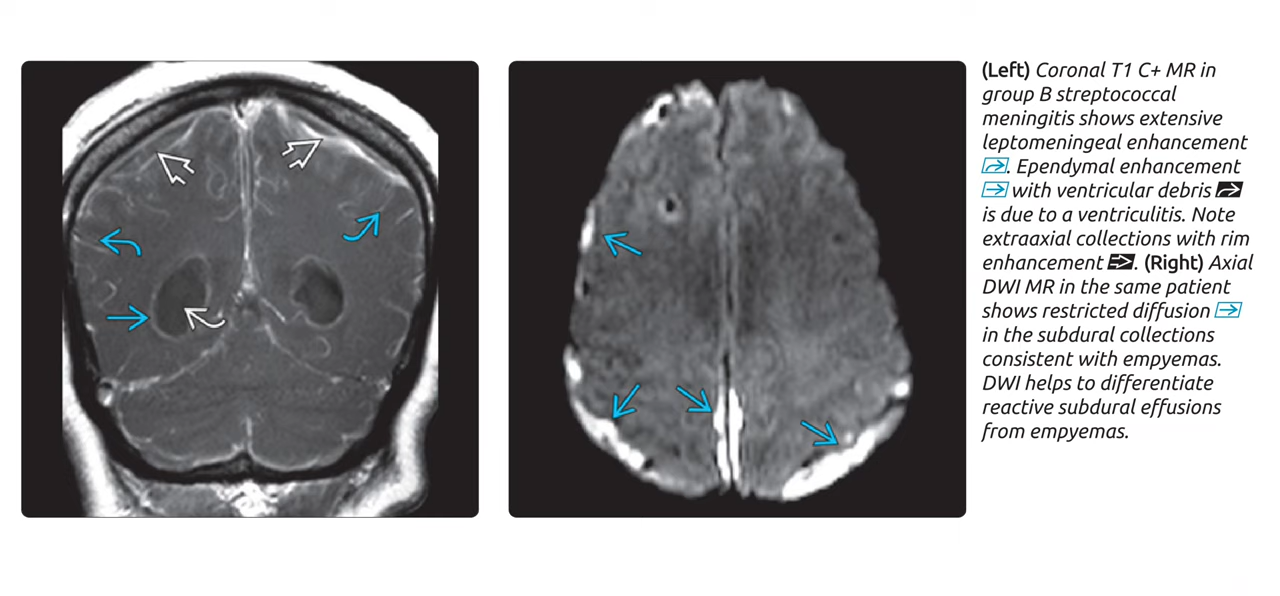 (Left) Coronal T1 C+ MR in
group B streptococcal
meningitis shows extensive
leptomeningeal enhancement
. Ependymal enhancement
with ventricular debris
is due to a ventriculitis. Note
extraaxial collections with rim
enhancement . (Right) Axial
DWI MR in the same patient
shows restricted diffusion
in the subdural collections
consistent with empyemas.
DWI helps to differentiate
reactive subdural effusions
from empyemas.